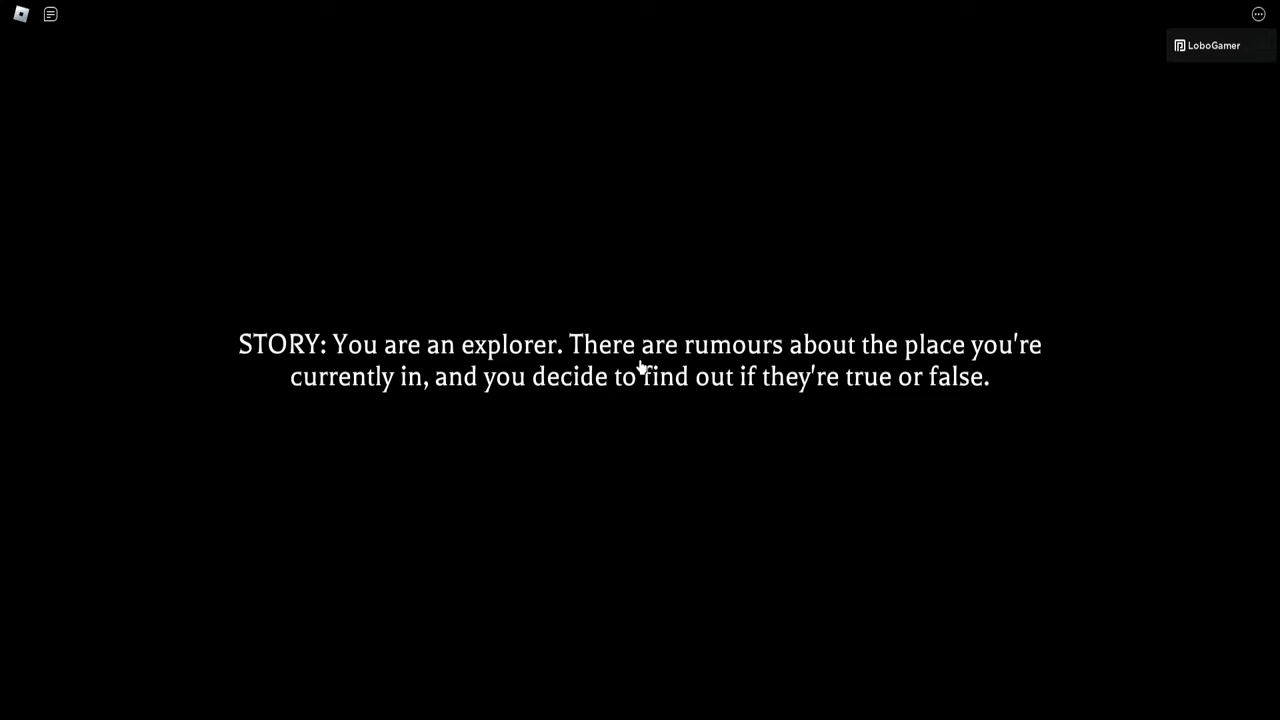 LoboGamer
STORY: You are an explorer. There are rumours about the place you're
currently in, and you decide to find out if they're true or false.